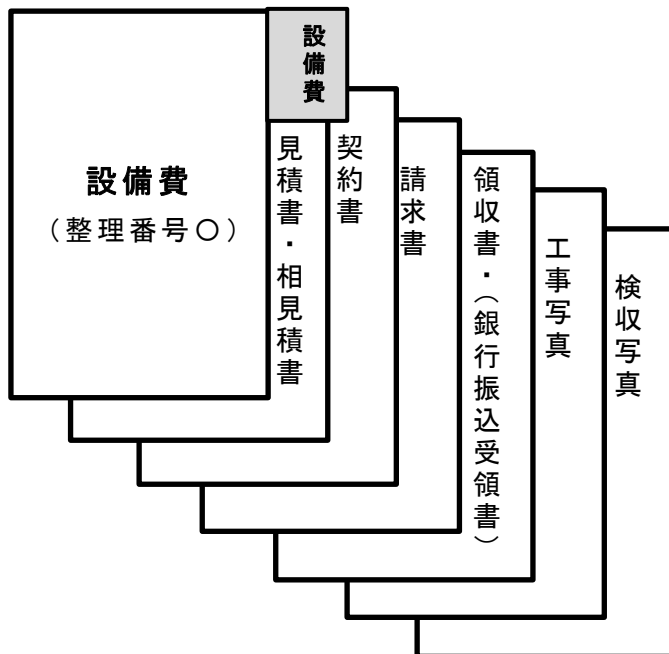 設備費
設備費
（整理番号〇）
見積書・相見積書
契約書
請求書
領収書・（銀行振込受領書）
工事写真
検収写真